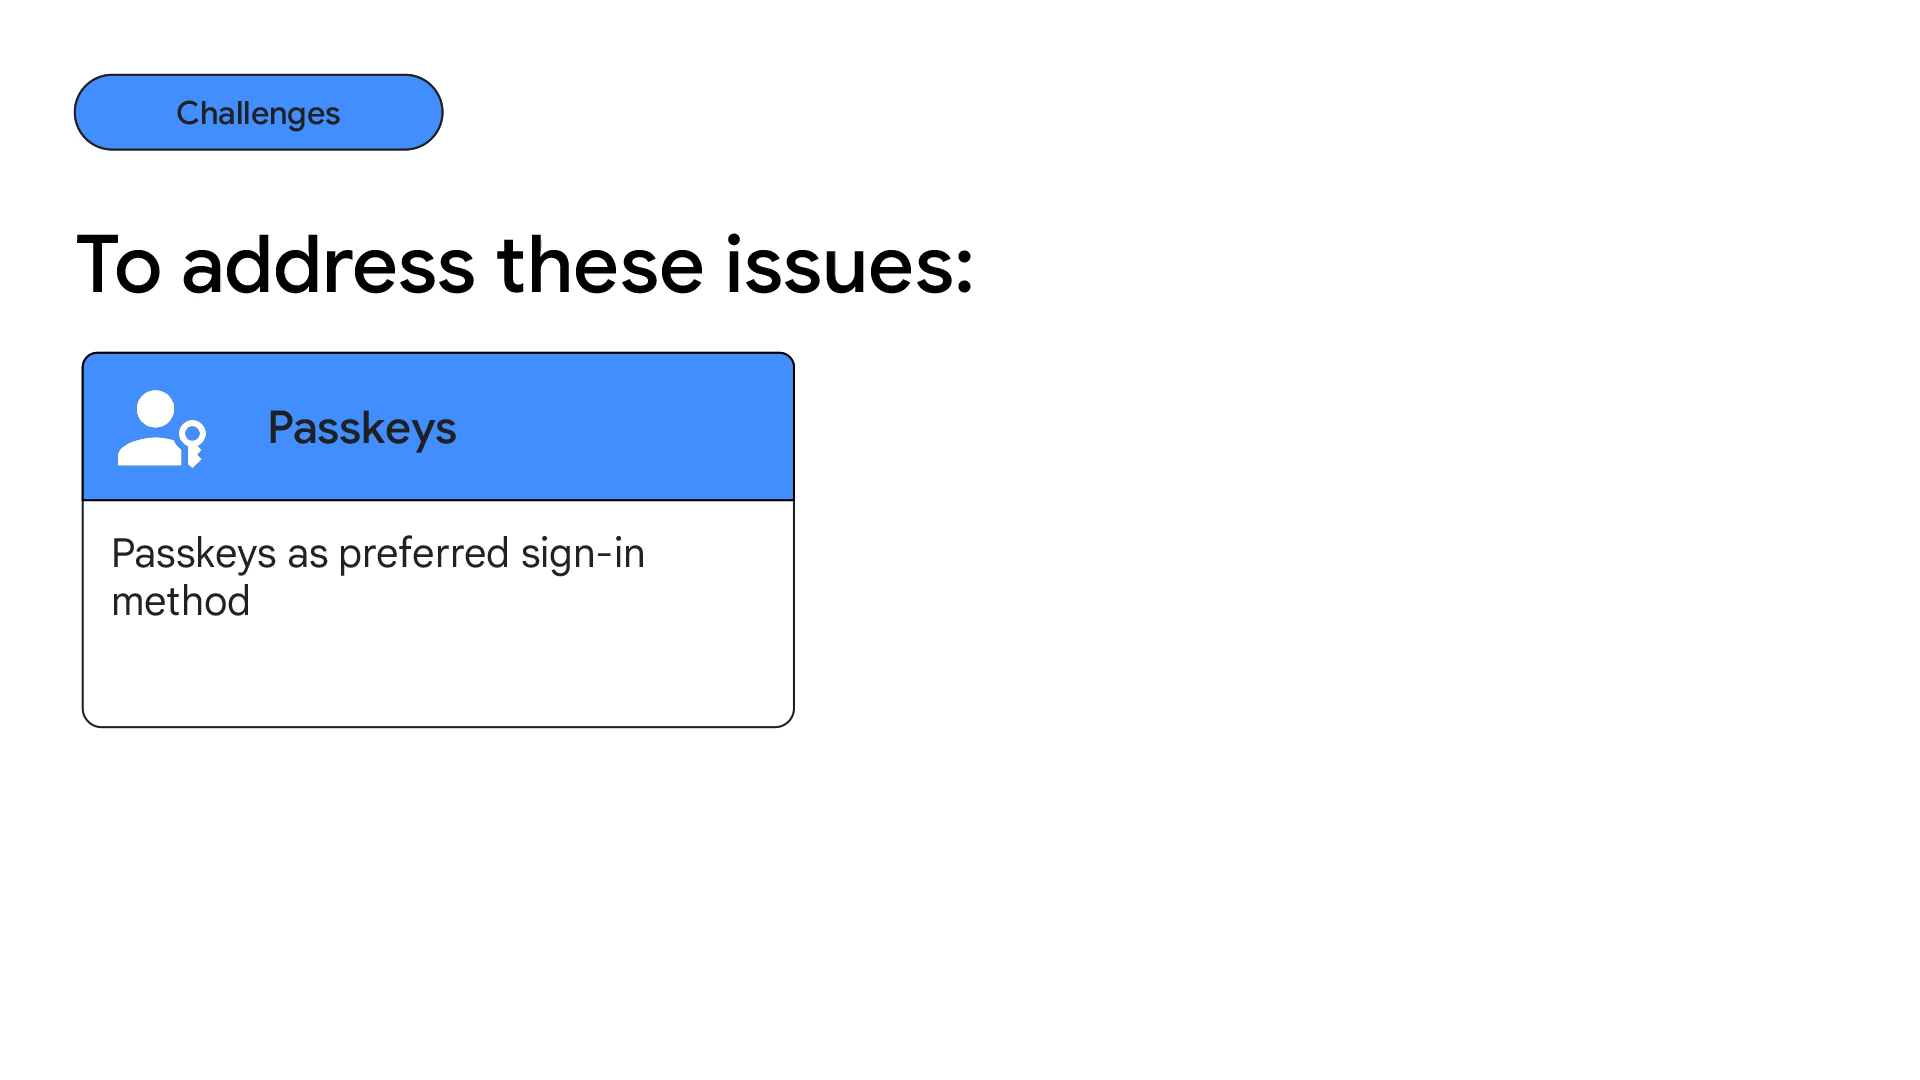 Challenges
To address these issues:
Passkeys
Passkeys as preferred sign-in
method